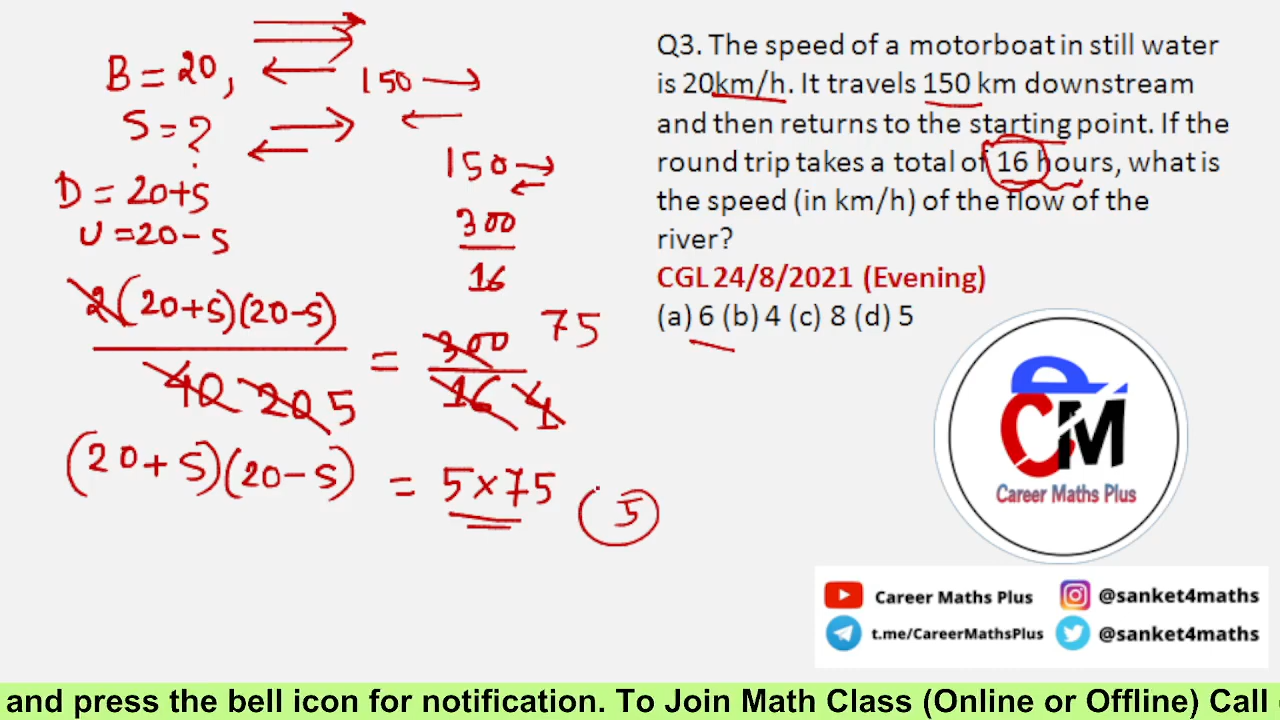 B = 20,
S = ?
D = 20+S
U = 20-S
2(20+S)(20-S)
40 20 5
=
300 75
16 4
(20+S)(20-S) = 5×75
5
150
150
300
16
Q3. The speed of a motorboat in still water
is 20km/h. It travels 150 km downstream
and then returns to the starting point. If the
round trip takes a total of 16 hours, what is
the speed (in km/h) of the flow of the
river?
CGL 24/8/2021 (Evening)
(a) 6 (b) 4 (c) 8 (d) 5
CM
Career Maths Plus
Career Maths Plus @sanket4maths
t.me/CareerMathsPlus @sanket4maths
and press the bell icon for notification. To Join Math Class (Online or Offline) Call